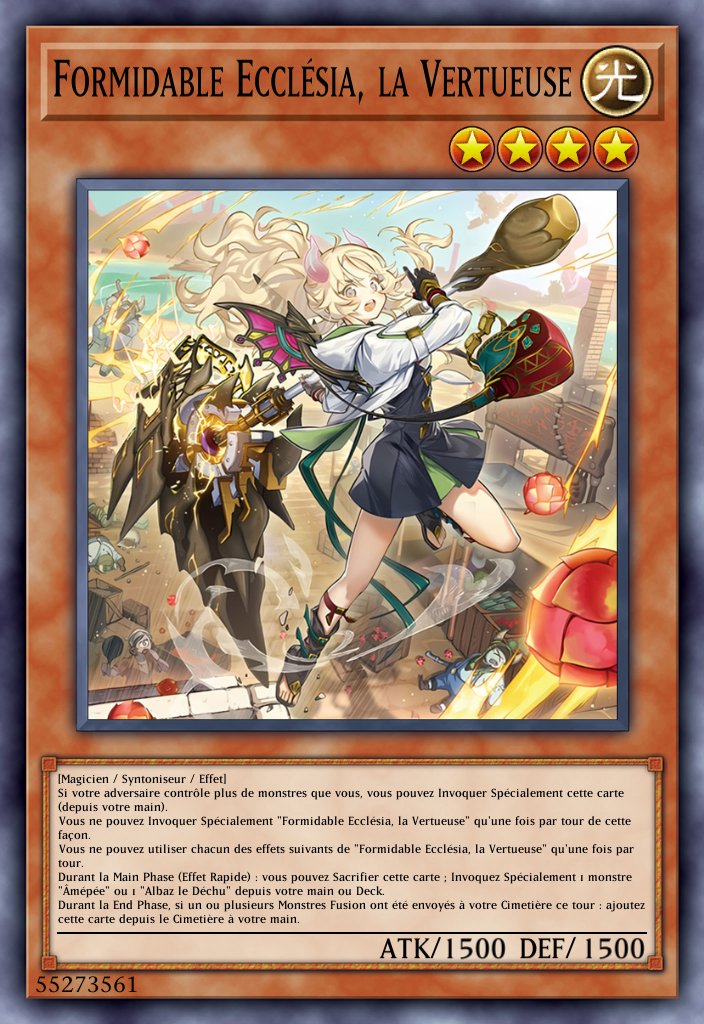 Formidable Ecclésia, la Vertueuse
光
[Magicien / Syntoniseur / Effet]
Si votre adversaire contrôle plus de monstres que vous, vous pouvez Invoquer Spécialement cette carte
(depuis votre main).
Vous ne pouvez Invoquer Spécialement "Formidable Ecclésia, la Vertueuse" qu'une fois par tour de cette
façon.
Vous ne pouvez utiliser chacun des effets suivants de "Formidable Ecclésia, la Vertueuse" qu'une fois par
tour.
Durant la Main Phase (Effet Rapide) : vous pouvez Sacrifier cette carte ; Invoquez Spécialement 1 monstre
"Âmépée" ou 1 "Albaz le Déchu" depuis votre main ou Deck.
Durant la End Phase, si un ou plusieurs Monstres Fusion ont été envoyés à votre Cimetière ce tour : ajoutez
cette carte depuis le Cimetière à votre main.
ATK/1500 DEF/ 1500
55273561